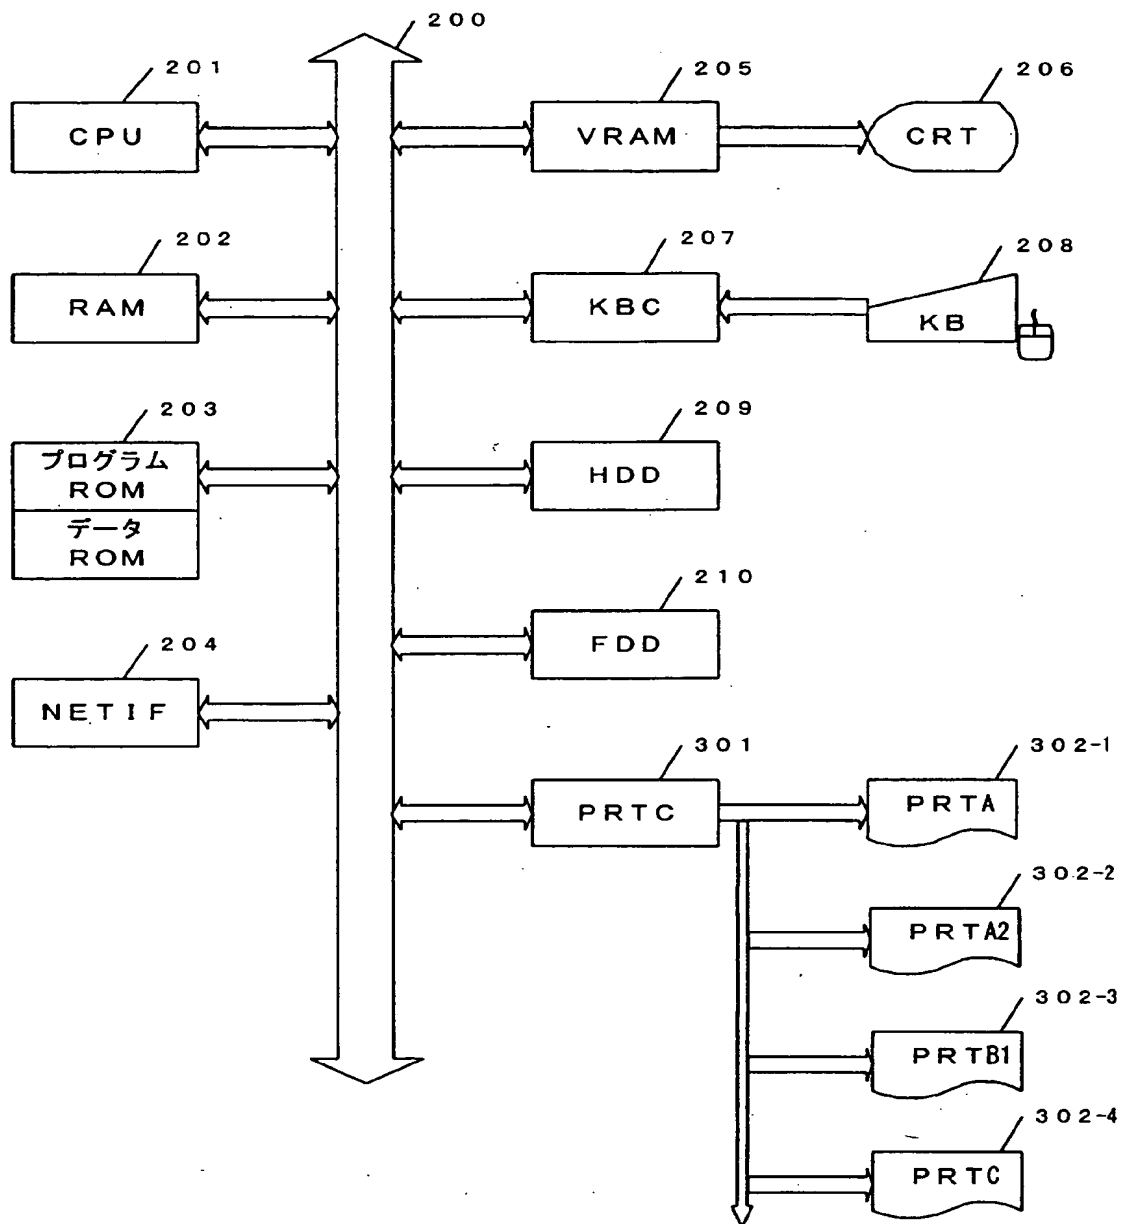 200
201
CPU
205
VRAM
206
CRT
202
RAM
207
KBC
208
KB
203
プログラム
ROM
データ
ROM
209
HDD
210
FDD
204
NETIF
301
PRTC
302-1
PRTA
302-2
PRTA2
302-3
PRTB1
302-4
PRTC